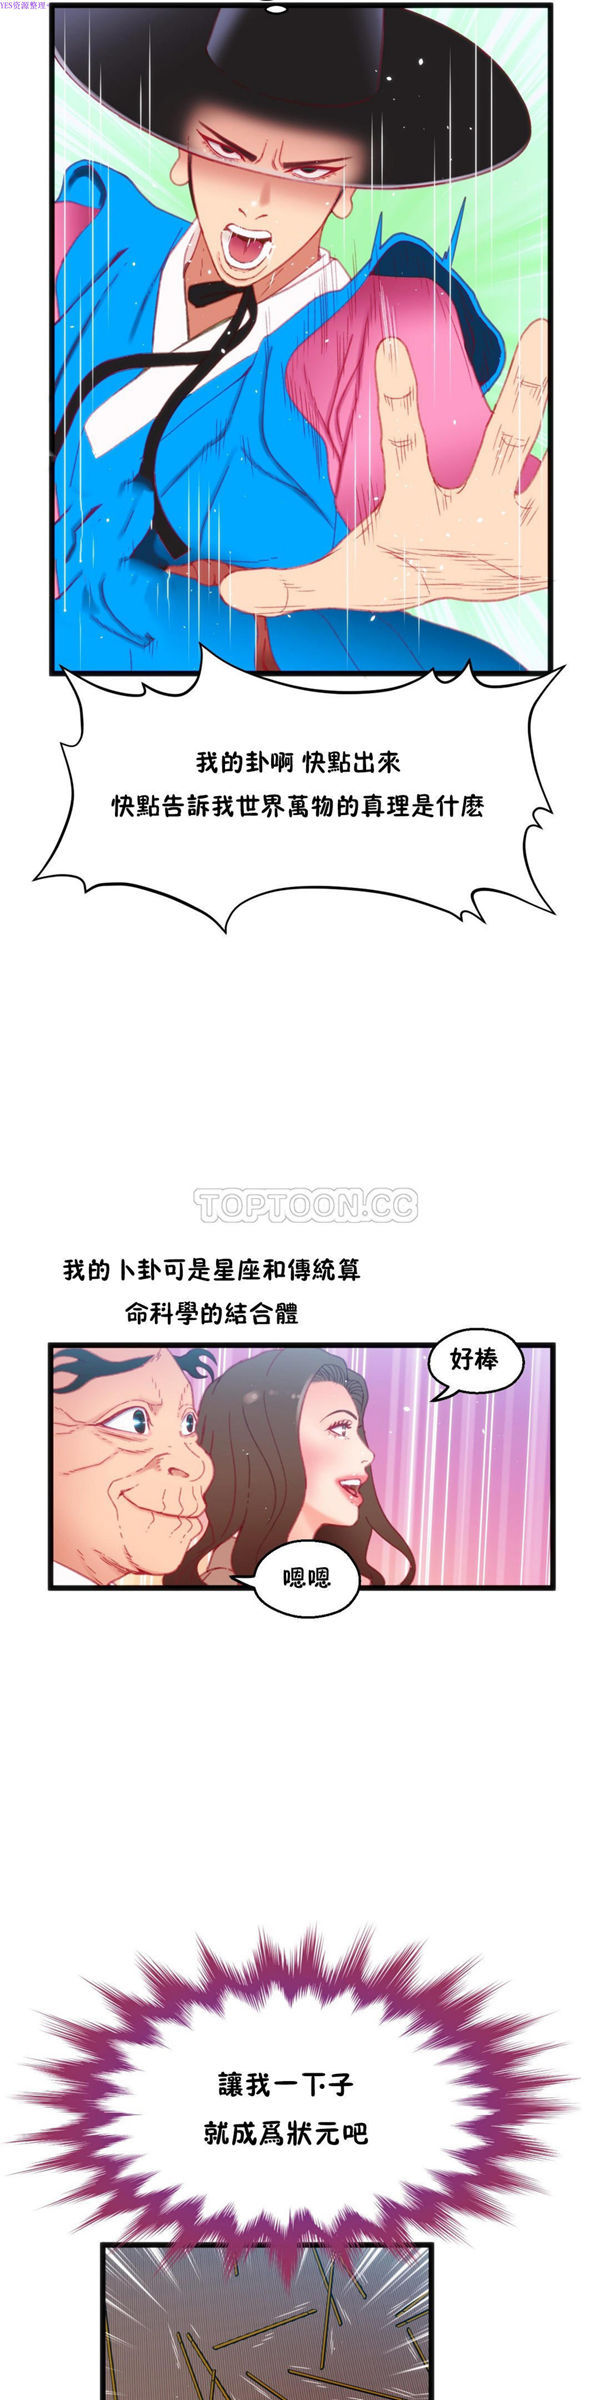 YES资源整理
我的卦啊 快點出來
快點告訴我世界萬物的真理是什麽
TOPTOON.CC
我的卜卦可是星座和傳統算
命科學的結合體
好棒
嗯嗯
讓我一下子
就成爲狀元吧